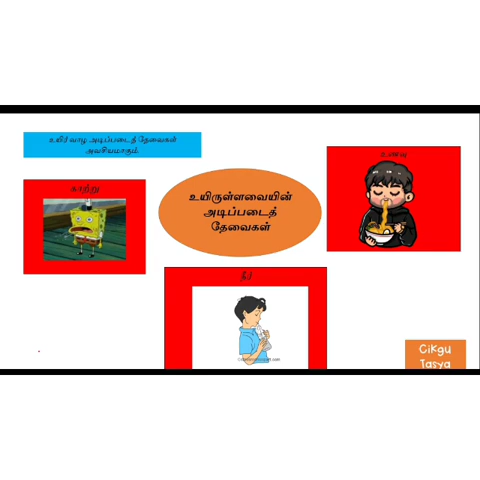 உயிர் வாழ அடிப்படைத் தேவைகள்
அவசியமாகும்
காற்று
உயிருள்ளவையின்
அடிப்படைத்
தேவைகள்
உணவு
நீர்
Cikgu
Tasya